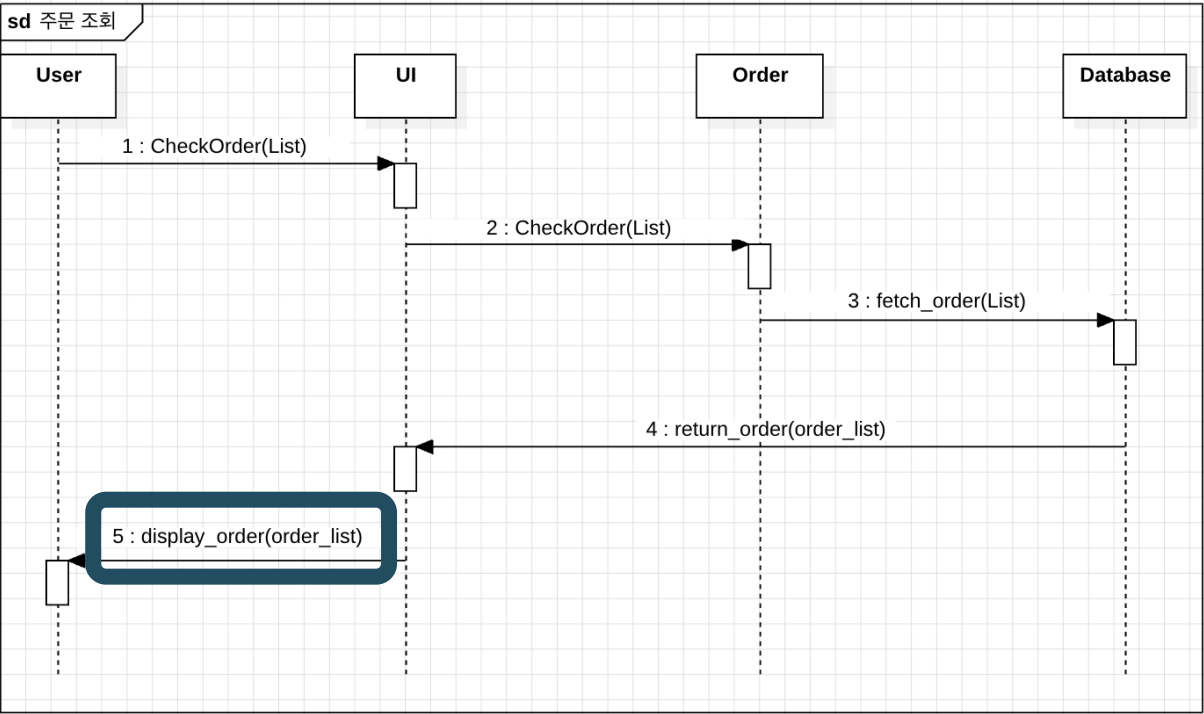 sd 주문 조회
User
UI
Order
Database
1 : CheckOrder(List)
2 : CheckOrder(List)
3 : fetch_order(List)
4 : return_order(order_list)
5 : display_order(order_list)